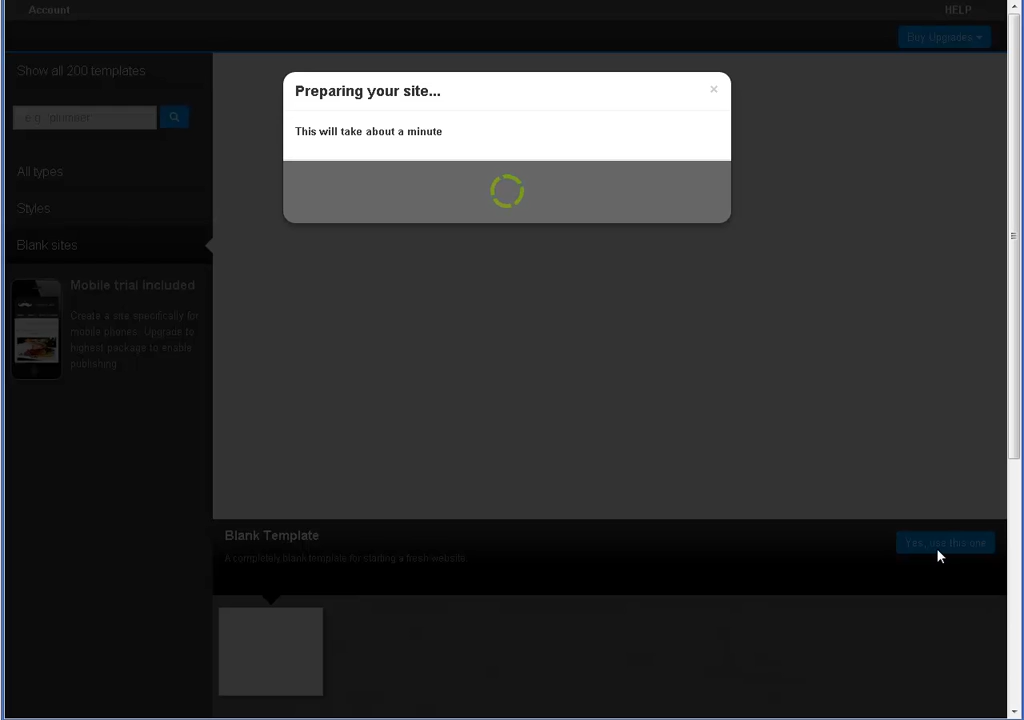 Account
HELP
Buy Upgrades
Show all 200 templates
Preparing your site...
×
This will take about a minute
e.g. 'plumber'
All types
Styles
Blank sites
Mobile trial included
Create a site specifically for
mobile phones. Upgrade to
highest package to enable
publishing
Blank Template
A completely blank template for starting a fresh website.
Yes, use this one